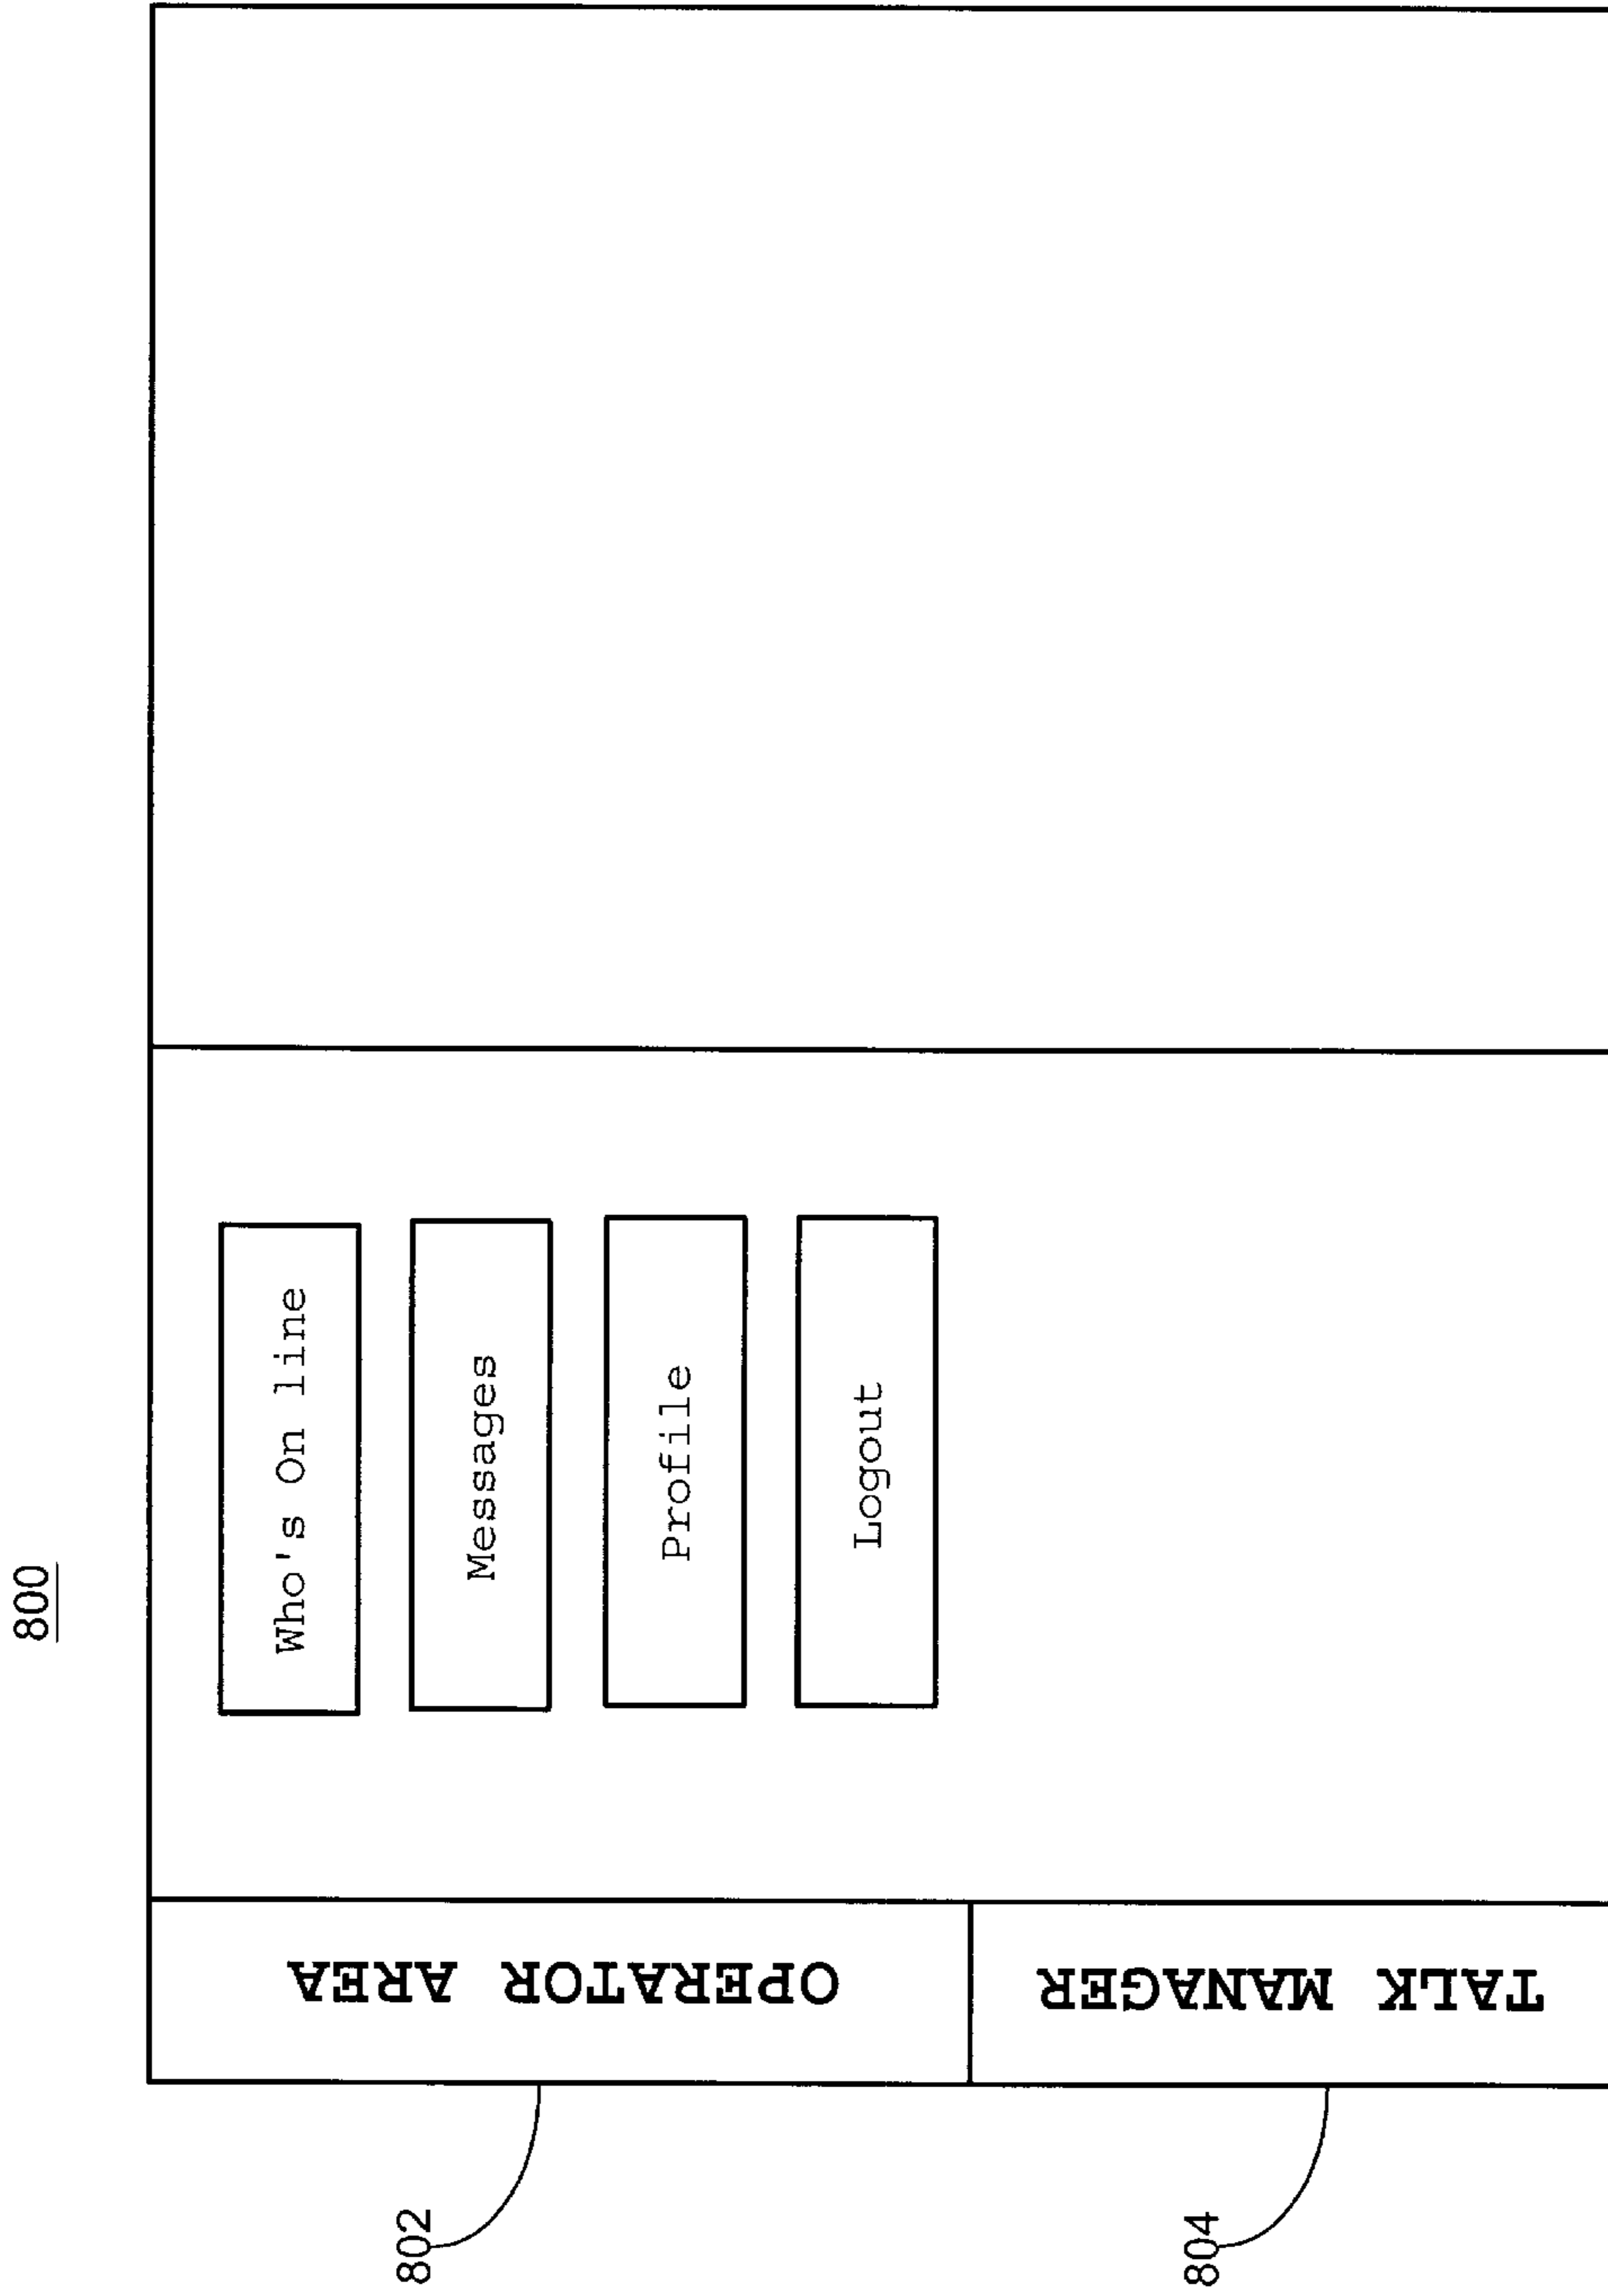 800
802
OPERATOR AREA
Who's On line
Messages
Profile
Logout
804
TALK MANAGER